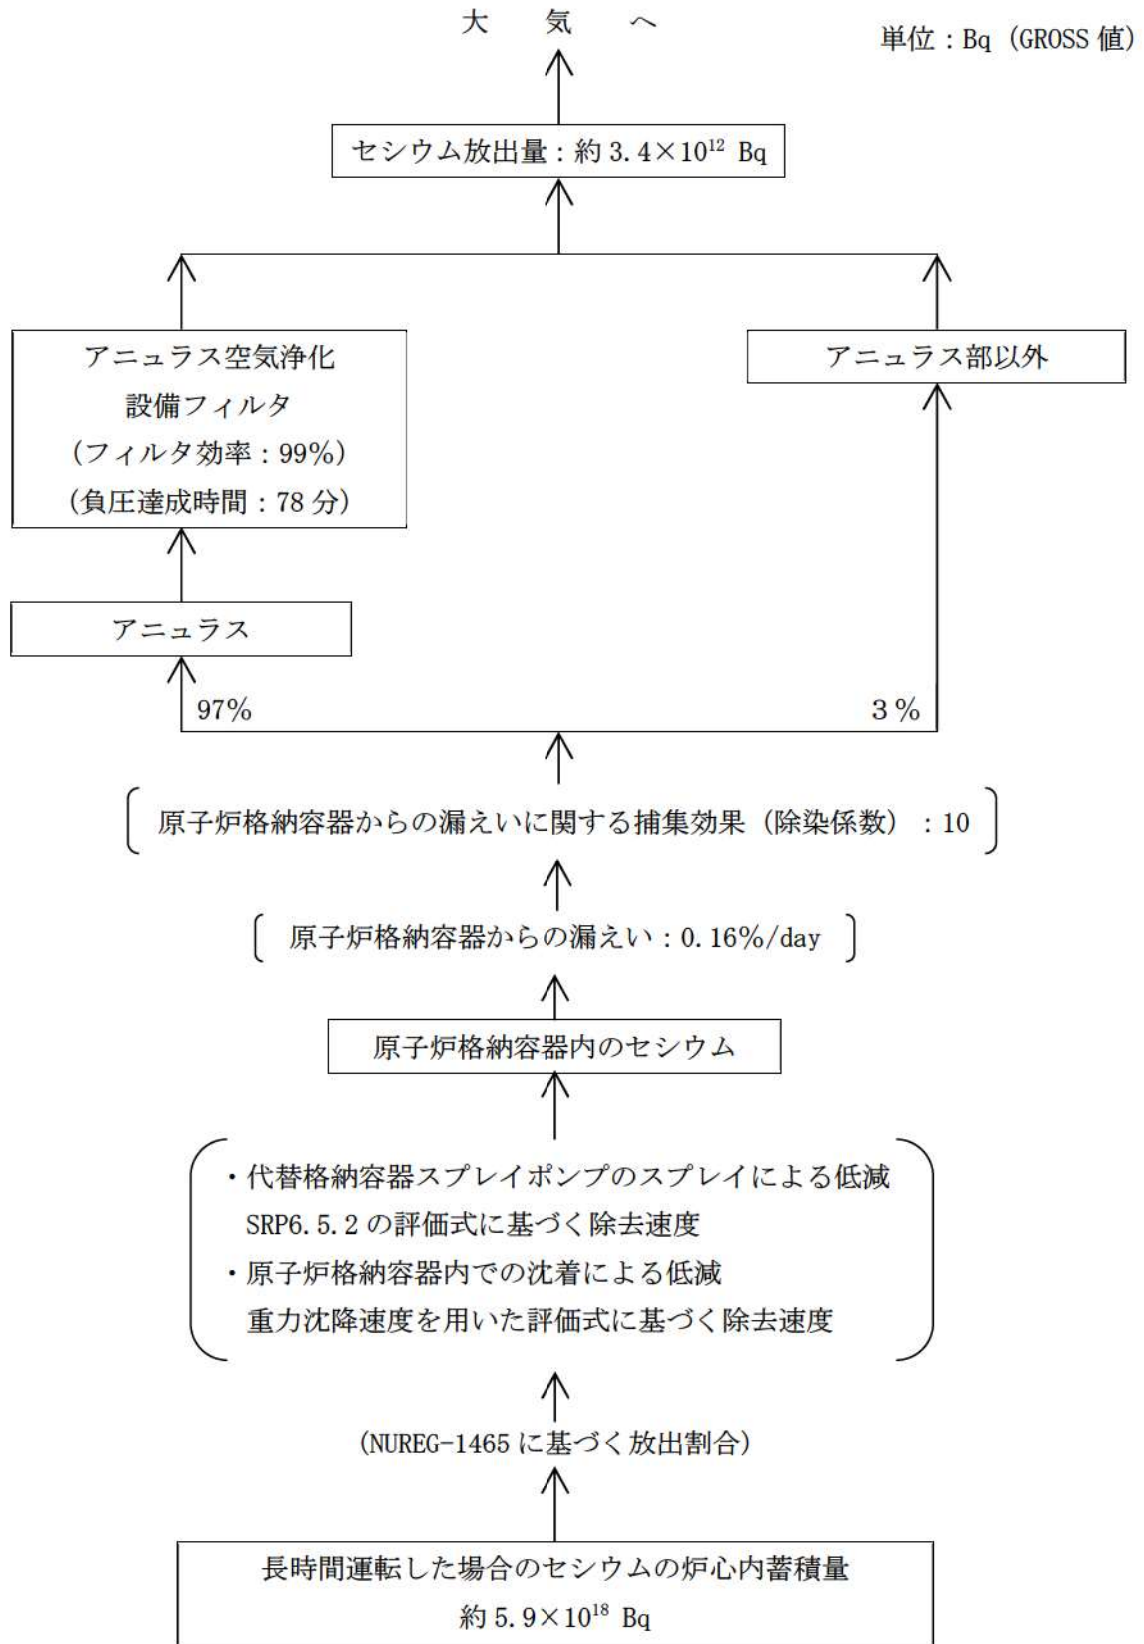 大 気 へ
単位：Bq（GROSS 値）
セシウム放出量：約 3.4×10¹² Bq
アニュラス空気浄化
設備フィルタ
（フィルタ効率：99%）
（負圧達成時間：78 分）
アニュラス部以外
アニュラス
97%
３％
原子炉格納容器からの漏えいに関する捕集効果（除染係数）：10
原子炉格納容器からの漏えい：0.16%/day
原子炉格納容器内のセシウム
・代替格納容器スプレイポンプのスプレイによる低減
SRP6.5.2 の評価式に基づく除去速度
・原子炉格納容器内での沈着による低減
重力沈降速度を用いた評価式に基づく除去速度
（NUREG-1465 に基づく放出割合）
長時間運転した場合のセシウムの炉心内蓄積量
約 5.9×10¹⁸ Bq